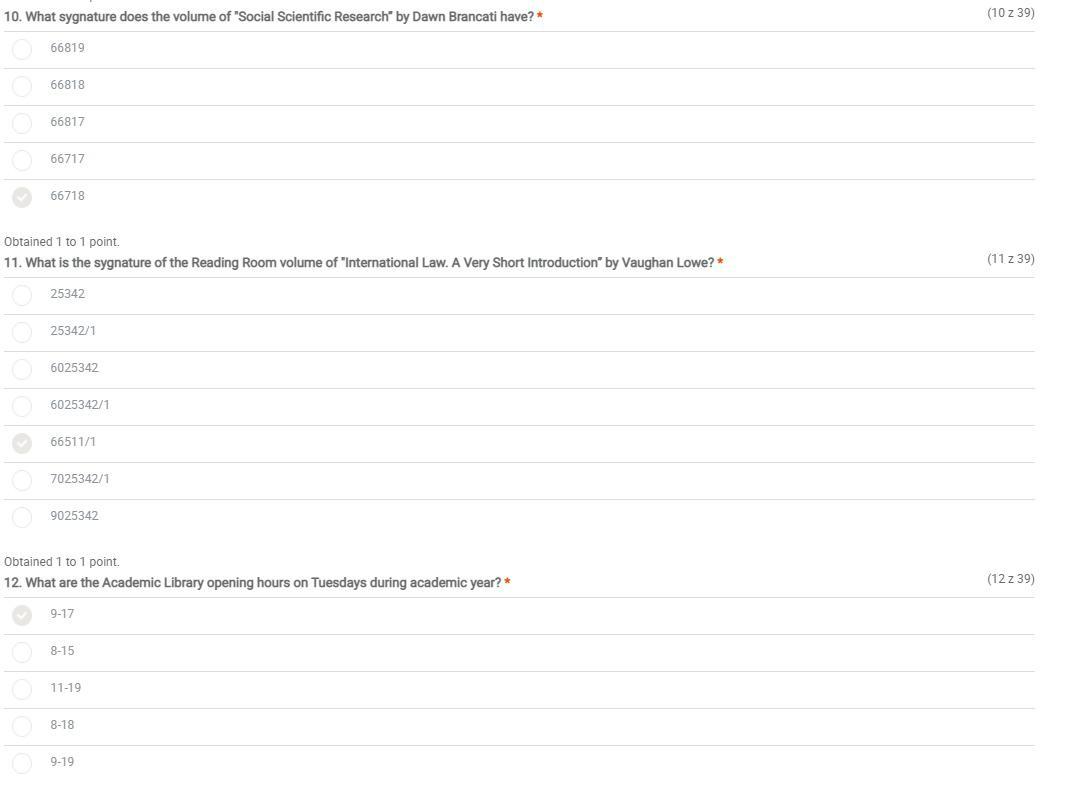 10. What sygnature does the volume of "Social Scientific Research" by Dawn Brancati have? *
(10 z 39)
66819
66818
66817
66717
66718
Obtained 1 to 1 point.
11. What is the sygnature of the Reading Room volume of "International Law. A Very Short Introduction" by Vaughan Lowe? *
(11 z 39)
25342
25342/1
6025342
6025342/1
66511/1
7025342/1
9025342
Obtained 1 to 1 point.
12. What are the Academic Library opening hours on Tuesdays during academic year? *
(12 z 39)
9-17
8-15
11-19
8-18
9-19